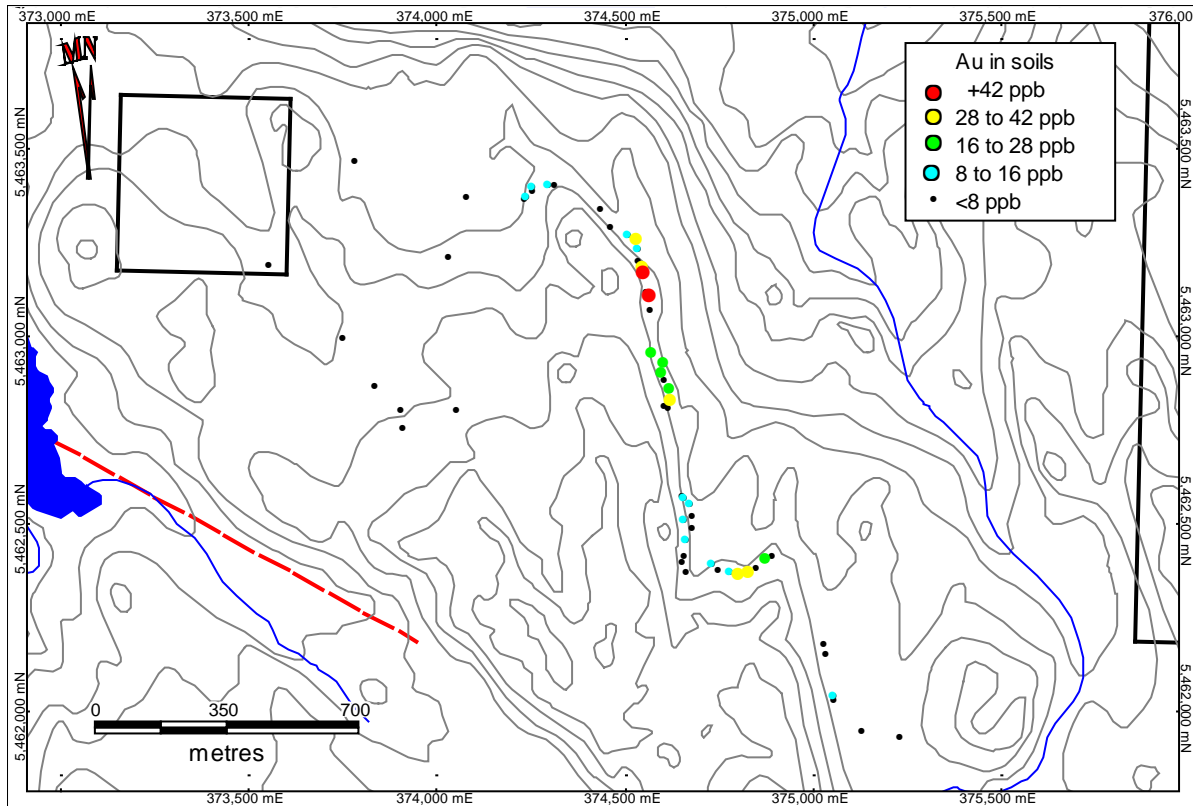 373,000 mE 373,500 mE 374,000 mE 374,500 mE 375,000 mE 375,500 mE 376,00
MN
Au in soils
+42 ppb
28 to 42 ppb
16 to 28 ppb
8 to 16 ppb
<8 ppb
5,463,500 mN
5,463,500 mN
5,463,000 mN
5,463,000 mN
5,462,500 mN
5,462,500 mN
5,462,000 mN
5,462,000 mN
0 350 700
metres
373,500 mE 374,000 mE 374,500 mE 375,000 mE 375,500 mE